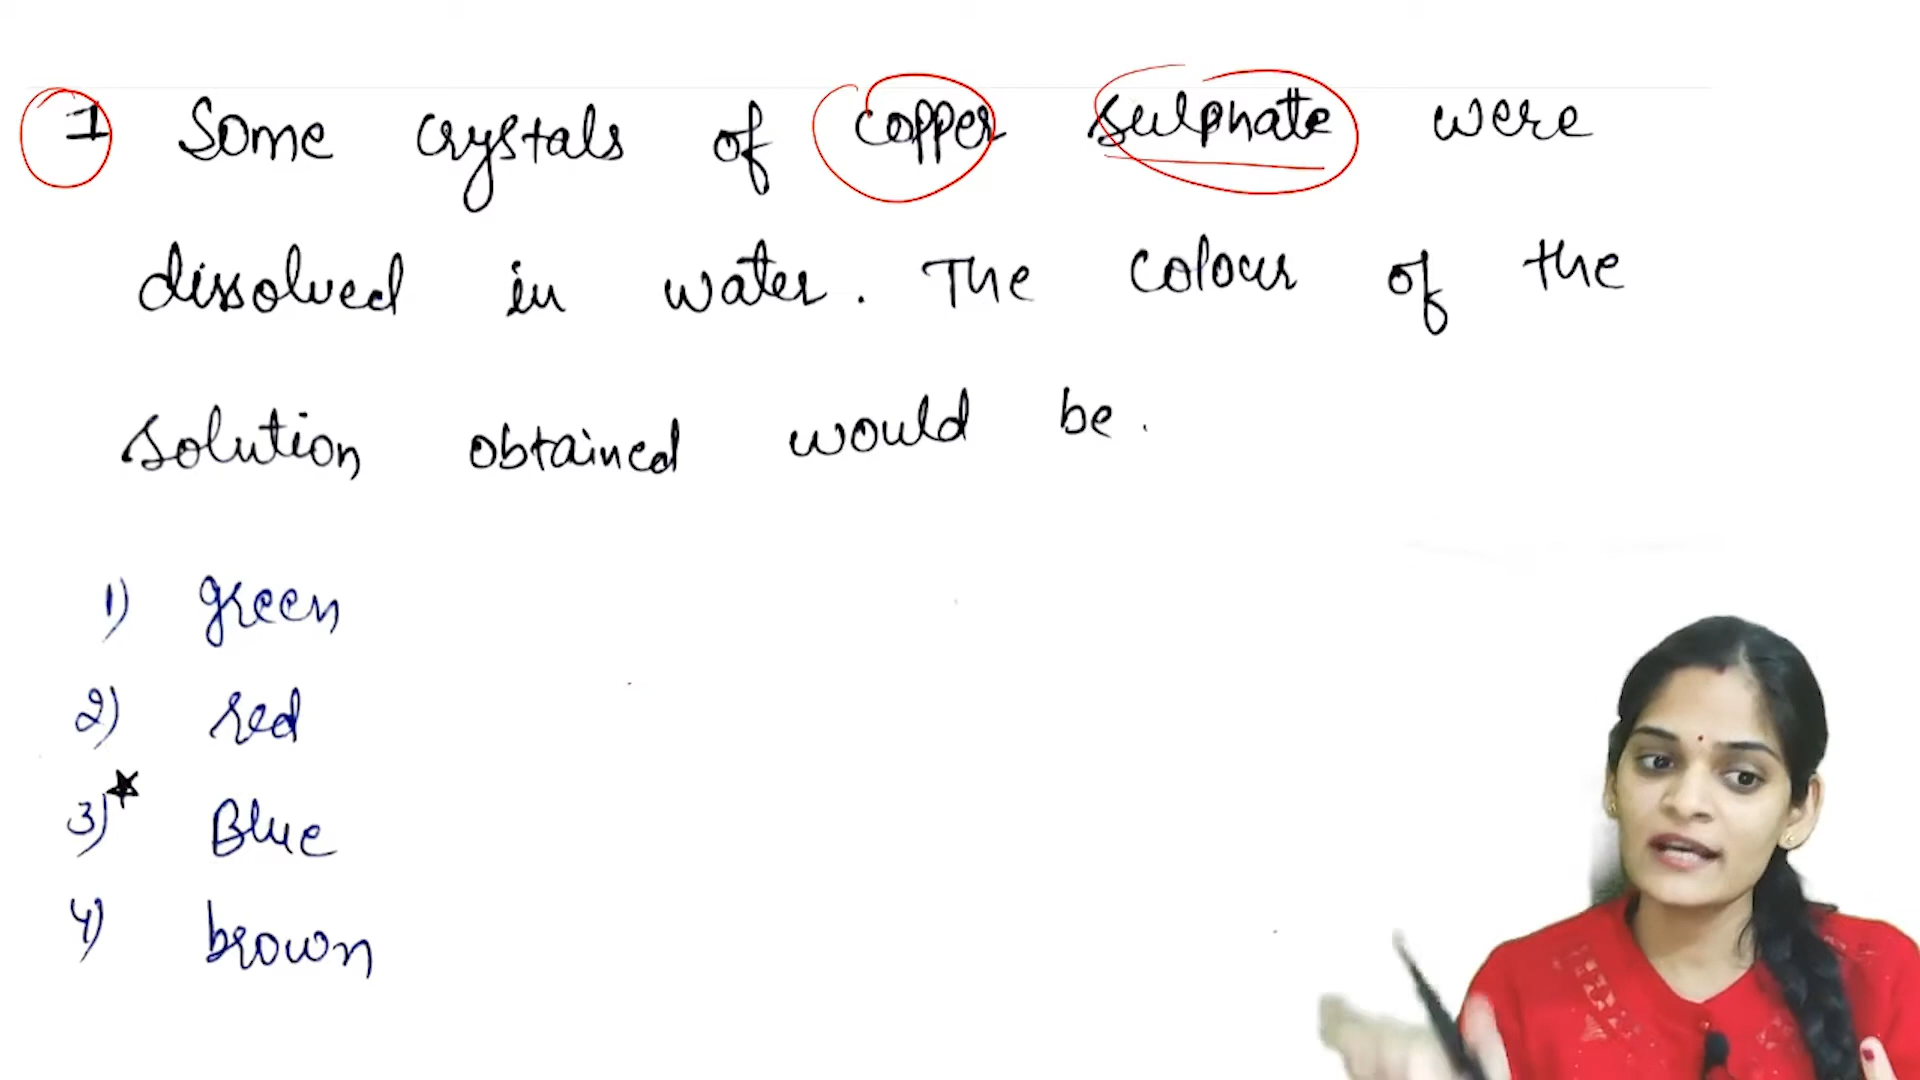 1 Some crystals of copper sulphate were
dissolved in water. The colour of the
solution obtained would be.
1) green
2) red
3)* Blue
4) brown